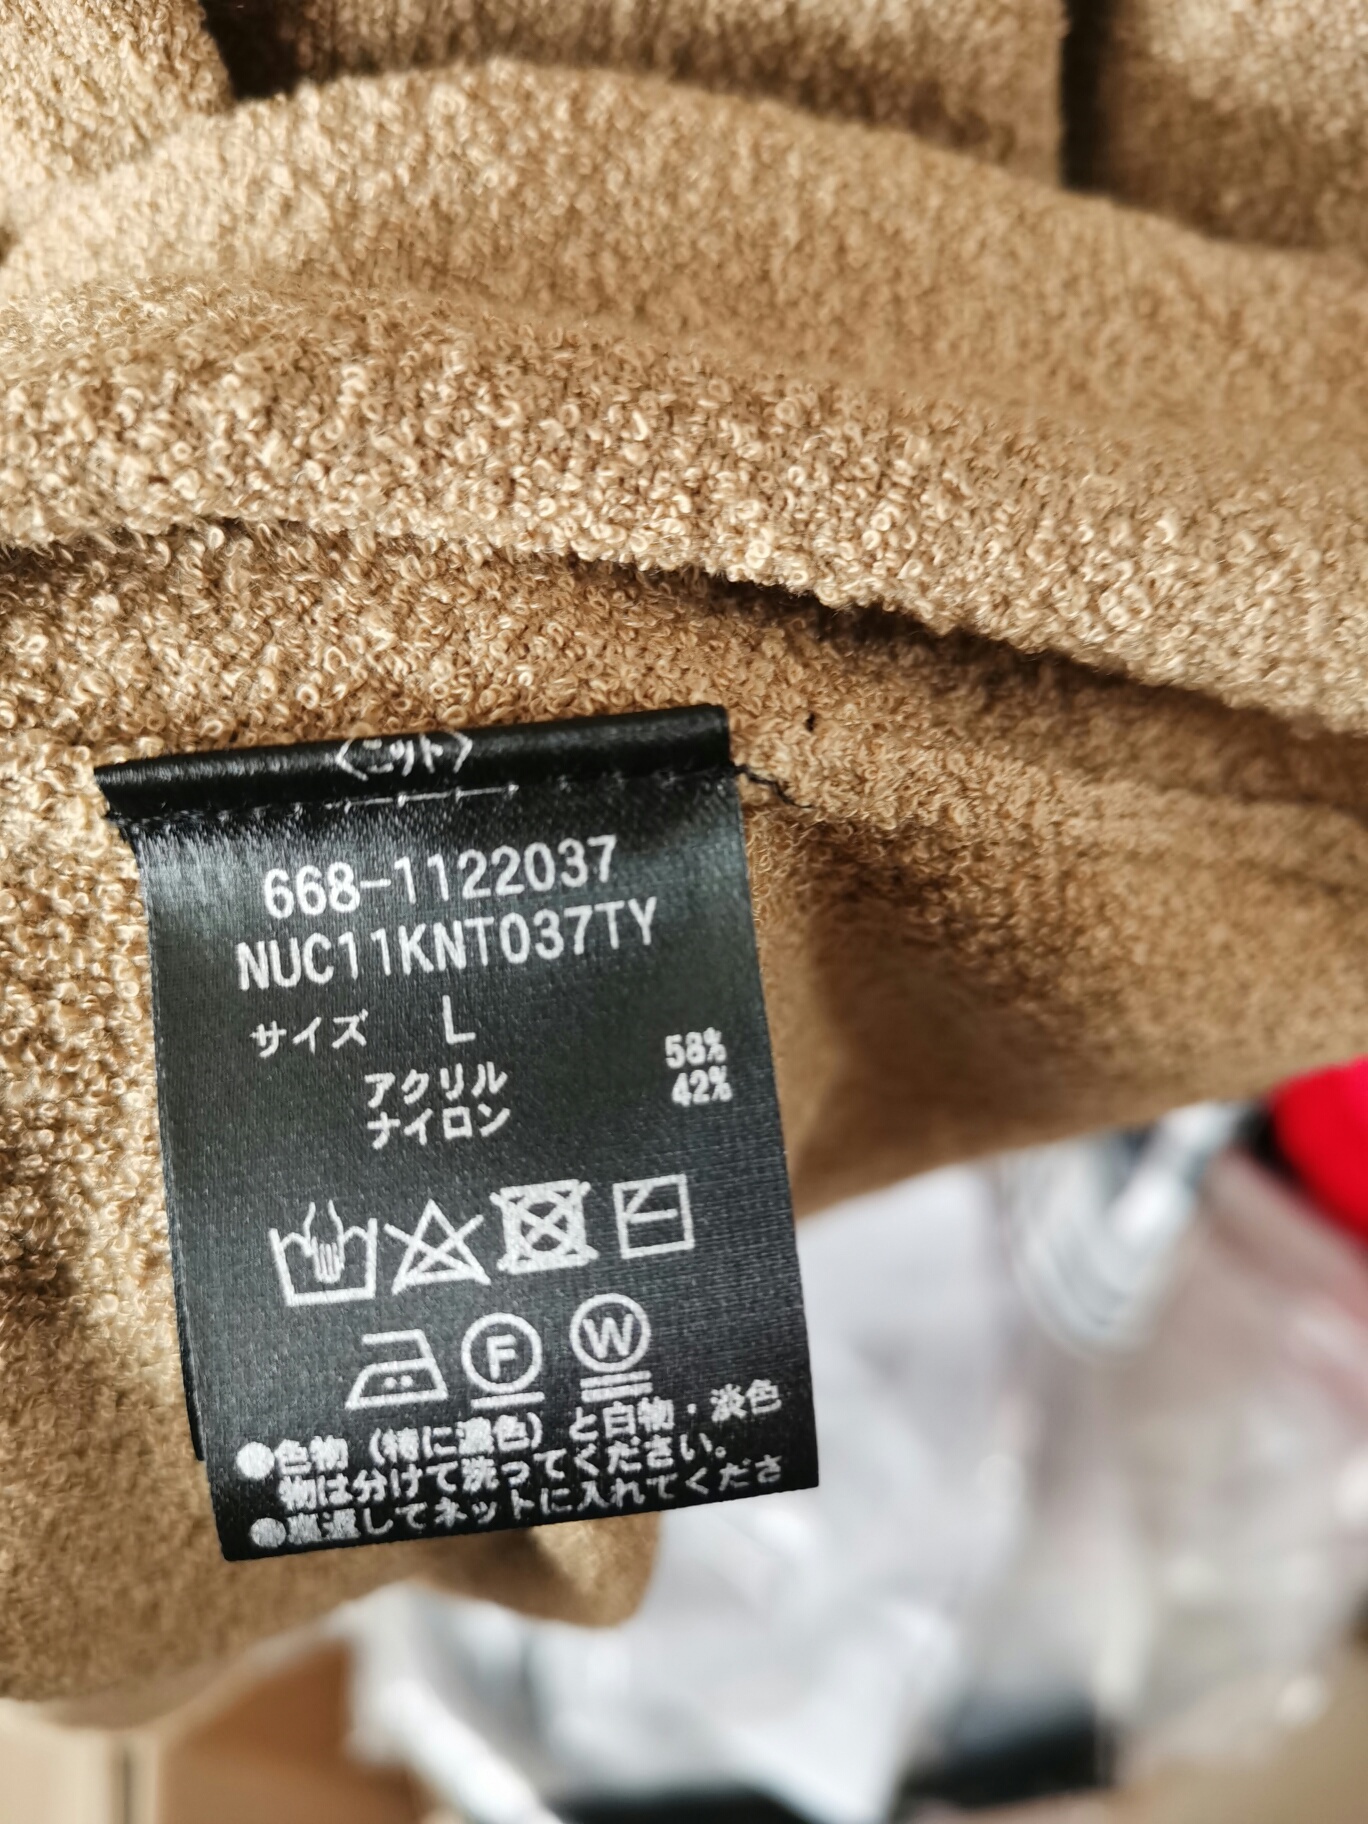 〈ニット〉
668-1122037
NUC11KNT037TY
サイズ L
アクリル 58%
ナイロン 42%
F W
●色物（特に濃色）と白物・淡色
物は分けて洗ってください。
●裏返してネットに入れてくださ